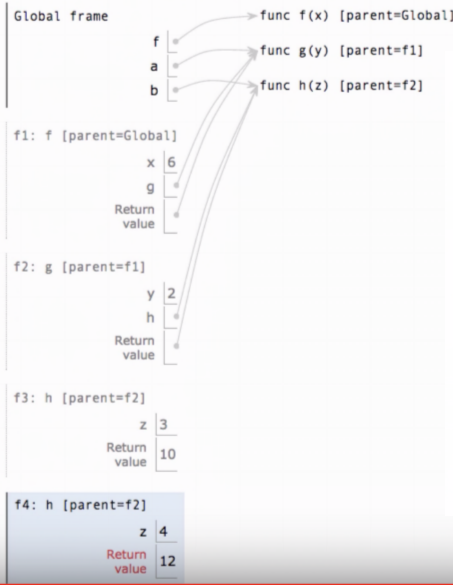 Global frame
func f(x) [parent=Global]
f
func g(y) [parent=f1]
a
func h(z) [parent=f2]
b
f1: f [parent=Global]
x 6
g
Return
value
f2: g [parent=f1]
y 2
h
Return
value
f3: h [parent=f2]
z 3
Return
value 10
f4: h [parent=f2]
z 4
Return
value 12